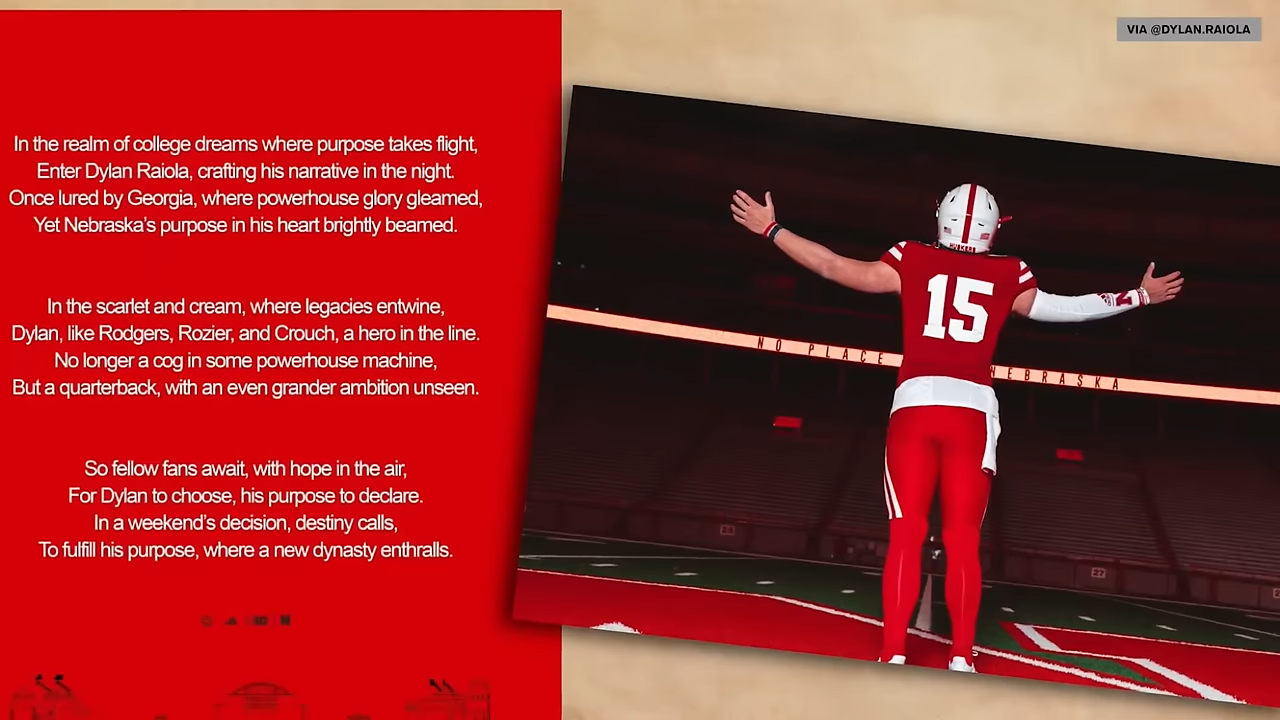 VIA @DYLAN.RAIOLA
In the realm of college dreams where purpose takes flight,
Enter Dylan Raiola, crafting his narrative in the night.
Once lured by Georgia, where powerhouse glory gleamed,
Yet Nebraska's purpose in his heart brightly beamed.
In the scarlet and cream, where legacies entwine,
Dylan, like Rodgers, Rozier, and Crouch, a hero in the line.
No longer a cog in some powerhouse machine,
But a quarterback, with an even grander ambition unseen.
So fellow fans await, with hope in the air,
For Dylan to choose, his purpose to declare.
In a weekend's decision, destiny calls,
To fulfill his purpose, where a new dynasty enthralls.
15
NO PLACE
NEBRASKA